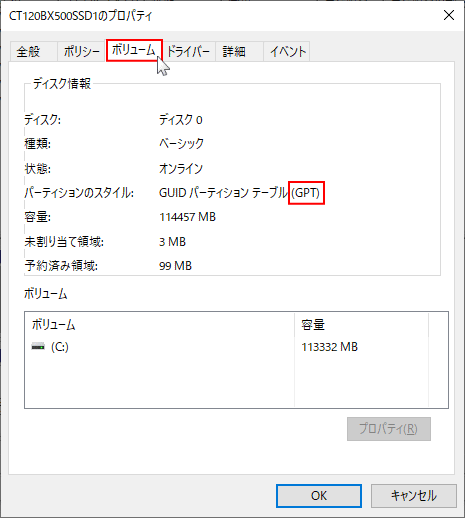 CT120BX500SSD1のプロパティ
全般 ポリシー ボリューム ドライバー 詳細 イベント
ディスク情報
ディスク: ディスク 0
種類: ベーシック
状態: オンライン
パーティションのスタイル: GUID パーティション テーブル (GPT)
容量: 114457 MB
未割り当て領域: 3 MB
予約済み領域: 99 MB
ボリューム
ボリューム 容量
(C:) 113332 MB
プロパティ(R)
OK キャンセル